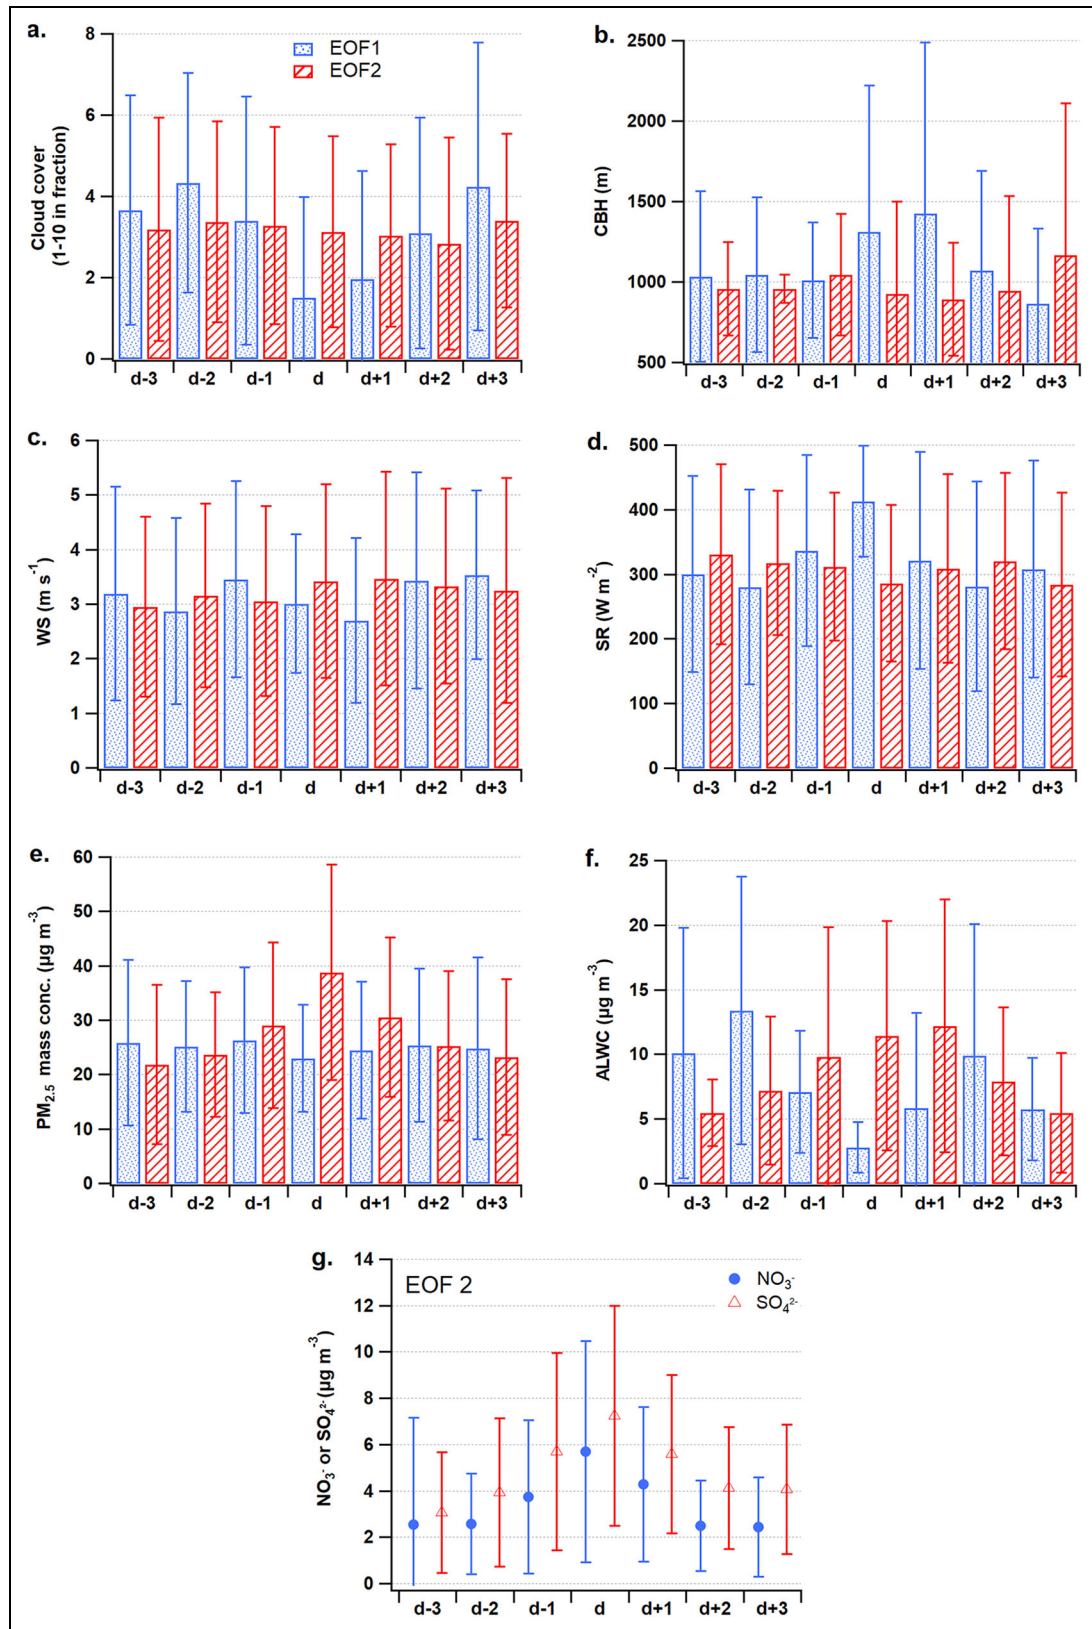 a.
8
6
4
2
0
Cloud cover
(1-10 in fraction)
EOF1
EOF2
d-3 d-2 d-1 d d+1 d+2 d+3
b.
2500
2000
1500
1000
500
CBH (m)
d-3 d-2 d-1 d d+1 d+2 d+3
c.
6
5
4
3
2
1
0
WS (m s⁻¹)
d-3 d-2 d-1 d d+1 d+2 d+3
d.
500
400
300
200
100
0
SR (W m⁻²)
d-3 d-2 d-1 d d+1 d+2 d+3
e.
60
50
40
30
20
10
0
PM₂.₅ mass conc. (µg m⁻³)
d-3 d-2 d-1 d d+1 d+2 d+3
f.
25
20
15
10
5
0
ALWC (µg m⁻³)
d-3 d-2 d-1 d d+1 d+2 d+3
g.
14
12
10
8
6
4
2
0
NO₃⁻ or SO₄²⁻ (µg m⁻³)
EOF 2
NO₃⁻
SO₄²⁻
d-3 d-2 d-1 d d+1 d+2 d+3